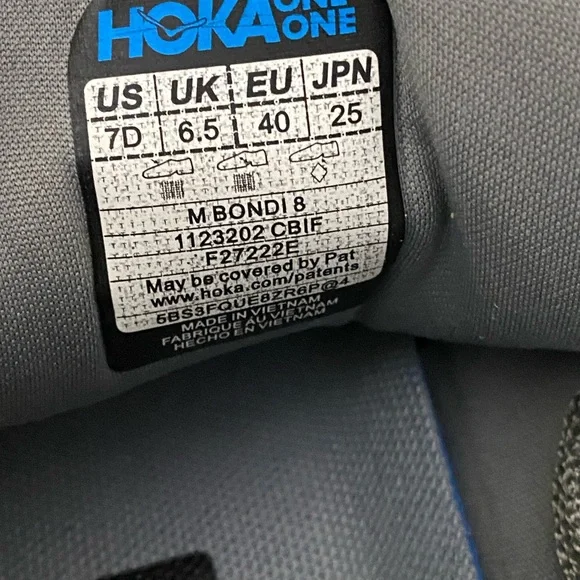 HOKA ONE ONE
US UK EU JPN
7D 6.5 40 25
M BONDI 8
1123202 CBIF
F27222E
May be covered by Pat
www.hoka.com/patents
5BS3FQUE8ZR6P@4
MADE IN VIETNAM
FABRIQUE AU VIETNAM
HECHO EN VIETNAM